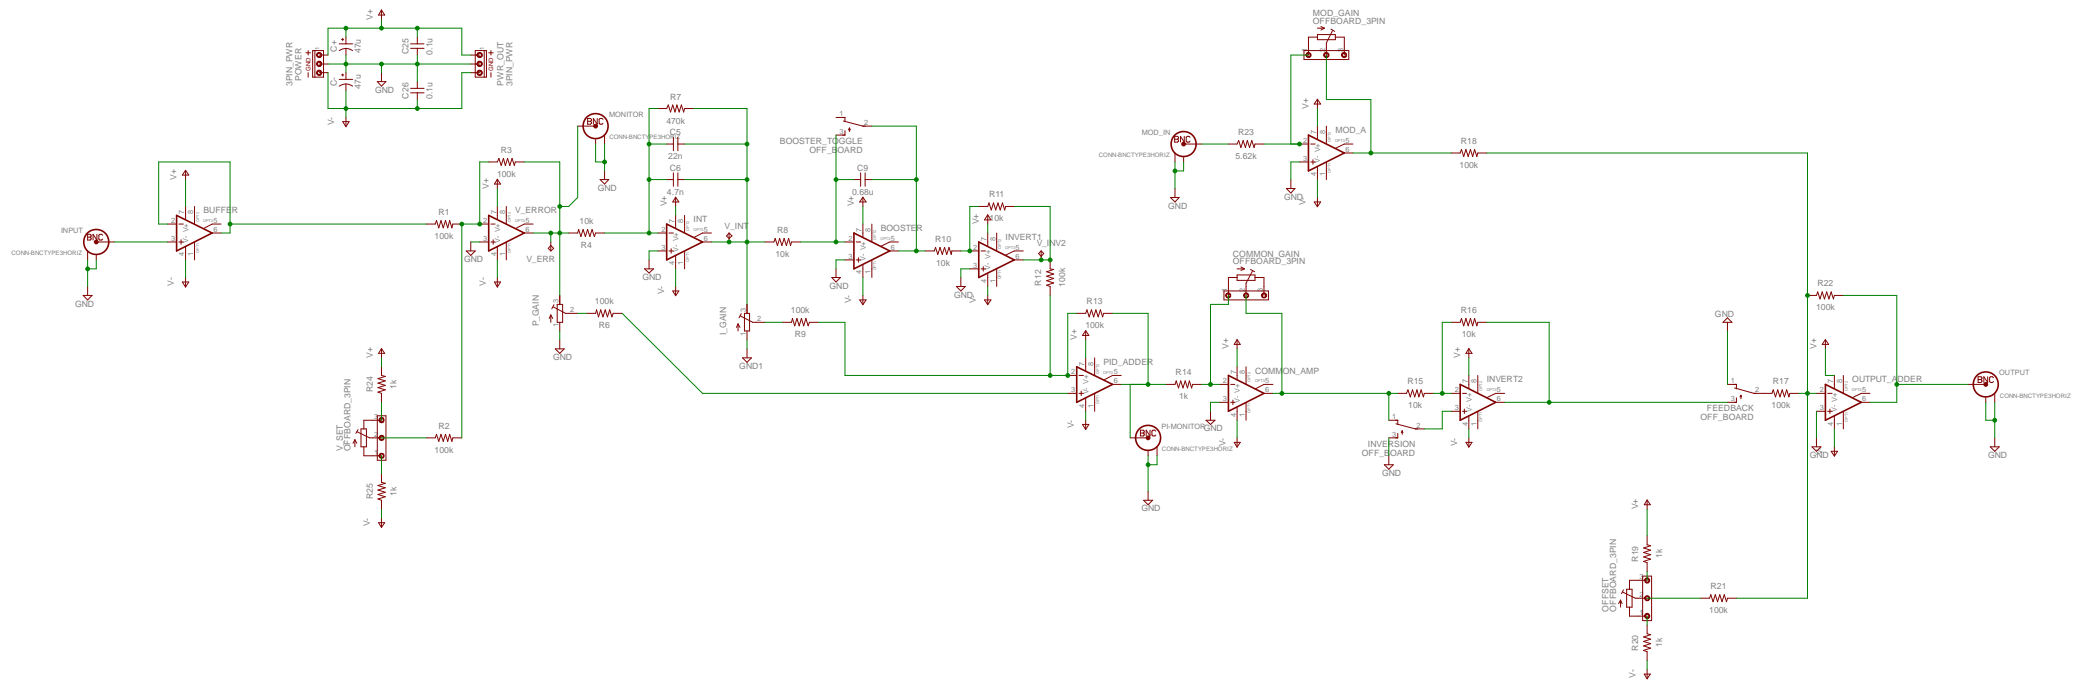 V+
3PIN_PWR
POWER
C+
47u
C-
47u
C25
0.1u
C26
0.1u
PWR_OUT
3PIN_PWR
GND
V-
MOD_GAIN
OFFBOARD_3PIN
MONITOR
BNC
CONN-BNCTYPE3HORIZ
GND
R7
470k
C5
22n
C6
4.7n
BOOSTER_TOGGLE
OFF_BOARD
C9
0.68u
MOD_IN
BNC
CONN-BNCTYPE3HORIZ
GND
R23
5.62k
V+
MOD_A
GND
V-
R18
100k
INPUT
BNC
CONN-BNCTYPE3HORIZ
GND
V+
BUFFER
V-
R1
100k
R3
100k
V+
V_ERROR
GND
V-
V_ERR
10k
R4
V+
INT
V_INT
GND
V-
R8
10k
V+
BOOSTER
GND
V-
R10
10k
R11
10k
V+
INVERT1
V_INV2
GND
V-
R12
100k
P_GAIN
GND
100k
R6
I_GAIN
GND1
100k
R9
R13
100k
V+
PID_ADDER
V-
COMMON_GAIN
OFFBOARD_3PIN
R14
1k
V+
COMMON_AMP
GND
V-
PI-MONITOR
BNC
CONN-BNCTYPE3HORIZ
GND
R15
10k
INVERSION
OFF_BOARD
GND
R16
10k
V+
INVERT2
V-
GND
FEEDBACK
OFF_BOARD
R17
100k
R22
100k
V+
OUTPUT_ADDER
GND
V-
OUTPUT
BNC
CONN-BNCTYPE3HORIZ
GND
V+
R24
1k
V_SET
OFFBOARD_3PIN
R25
1k
V-
R2
100k
V+
R19
1k
OFFSET
OFFBOARD_3PIN
R20
1k
V-
R21
100k